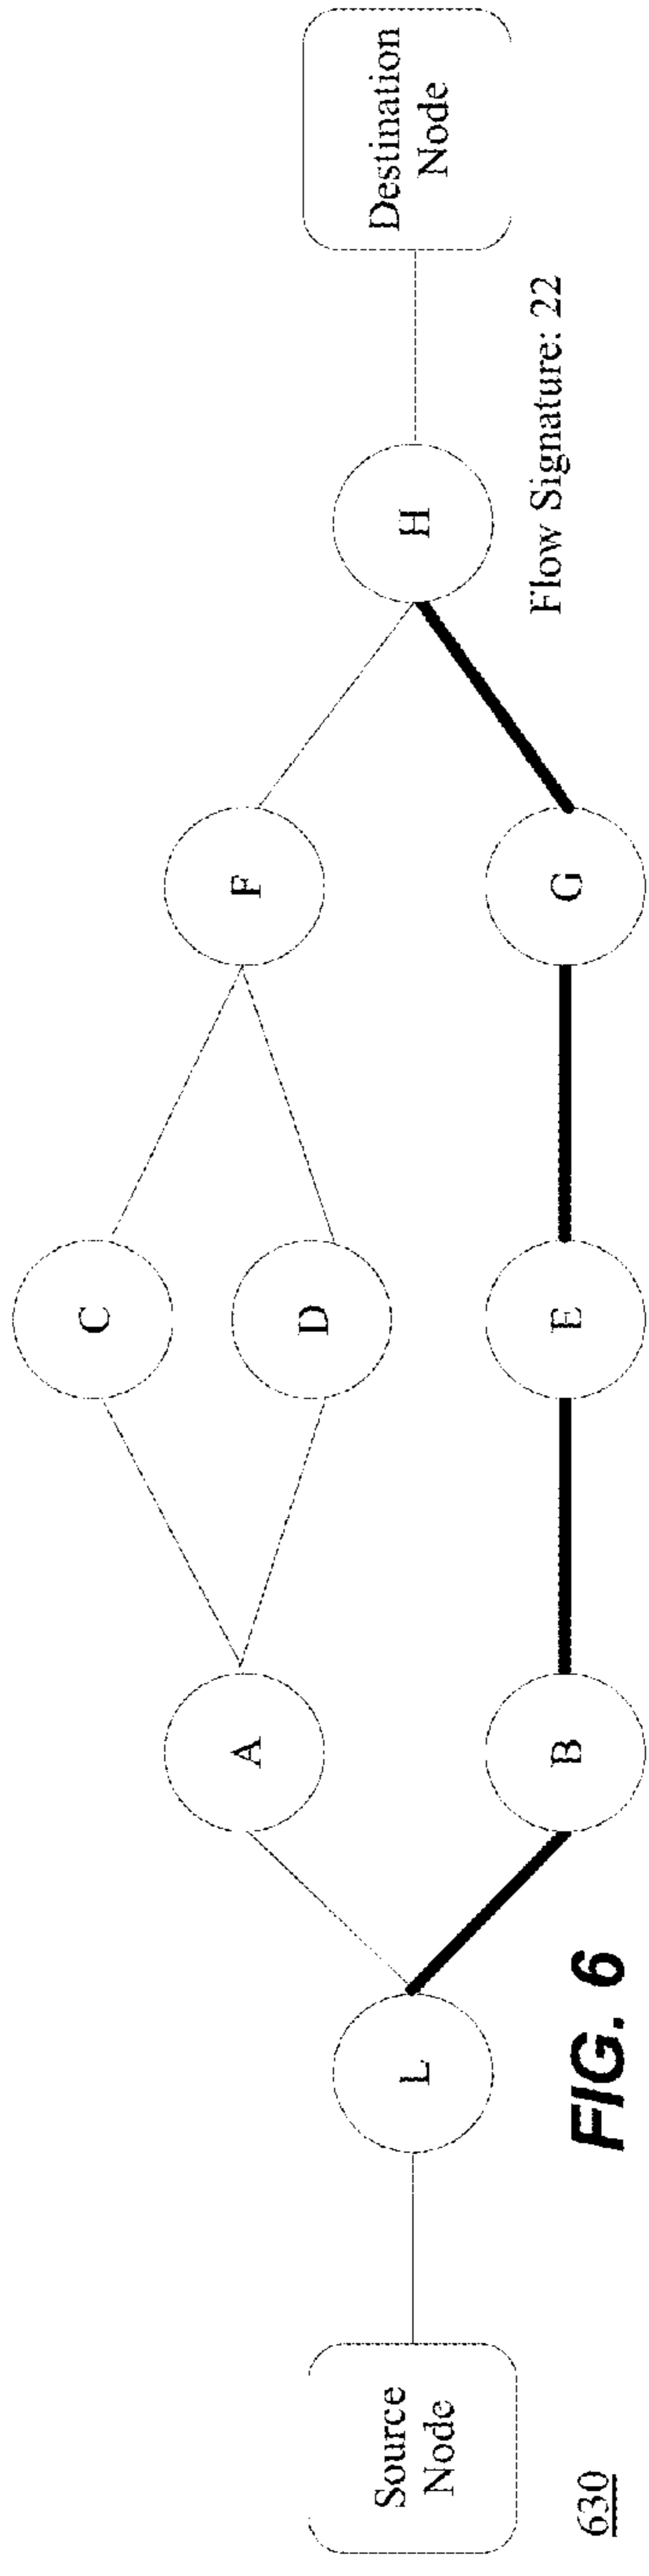 Source
Node
L
A
B
C
D
E
F
G
H
Destination
Node
Flow Signature: 22
630
FIG. 6